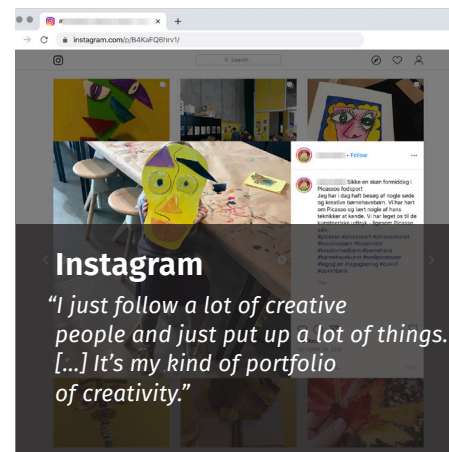 instagram.com/p/B4KaFQ6hrv1/
Search
• Follow
Sikke en skøn formiddag i
Picassos fodspor!
Jeg har i dag haft besøg af nogle søde
og kreative børnehavebørn. Vi har hørt
om Picasso og lært nogle af hans
teknikker at kende. Vi har leget os til de
Instagram
“I just follow a lot of creative
people and just put up a lot of things.
[...] It’s my kind of portfolio
of creativity.”